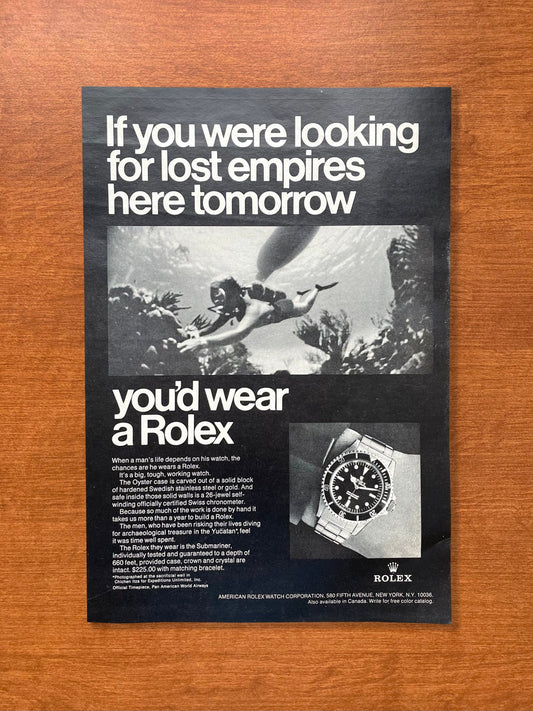 If you were looking
for lost empires
here tomorrow
you'd wear
a Rolex
When a man's life depends on his watch, the
chances are he wears a Rolex.
It's a big, tough, working watch.
The Oyster case is carved out of a solid block
of hardened Swedish stainless steel or gold. And
safe inside those solid walls is a 26-jewel self-
winding officially certified Swiss chronometer.
Because so much of the work is done by hand it
takes us more than a year to build a Rolex.
The men, who have been risking their lives diving
for archaeological treasure in the Yučatan*, feel
it was time well spent.
The Rolex they wear is the Submariner,
individually tested and guaranteed to a depth of
660 feet, provided case, crown and crystal are
intact. $225.00 with matching bracelet.
*Photographed at the sacrificial well in
Chichen Itza for Expeditions Unlimited, Inc.
Official Timepiece, Pan American World Airways
ROLEX
AMERICAN ROLEX WATCH CORPORATION, 580 FIFTH AVENUE, NEW YORK, N.Y. 10036.
Also available in Canada. Write for free color catalog.